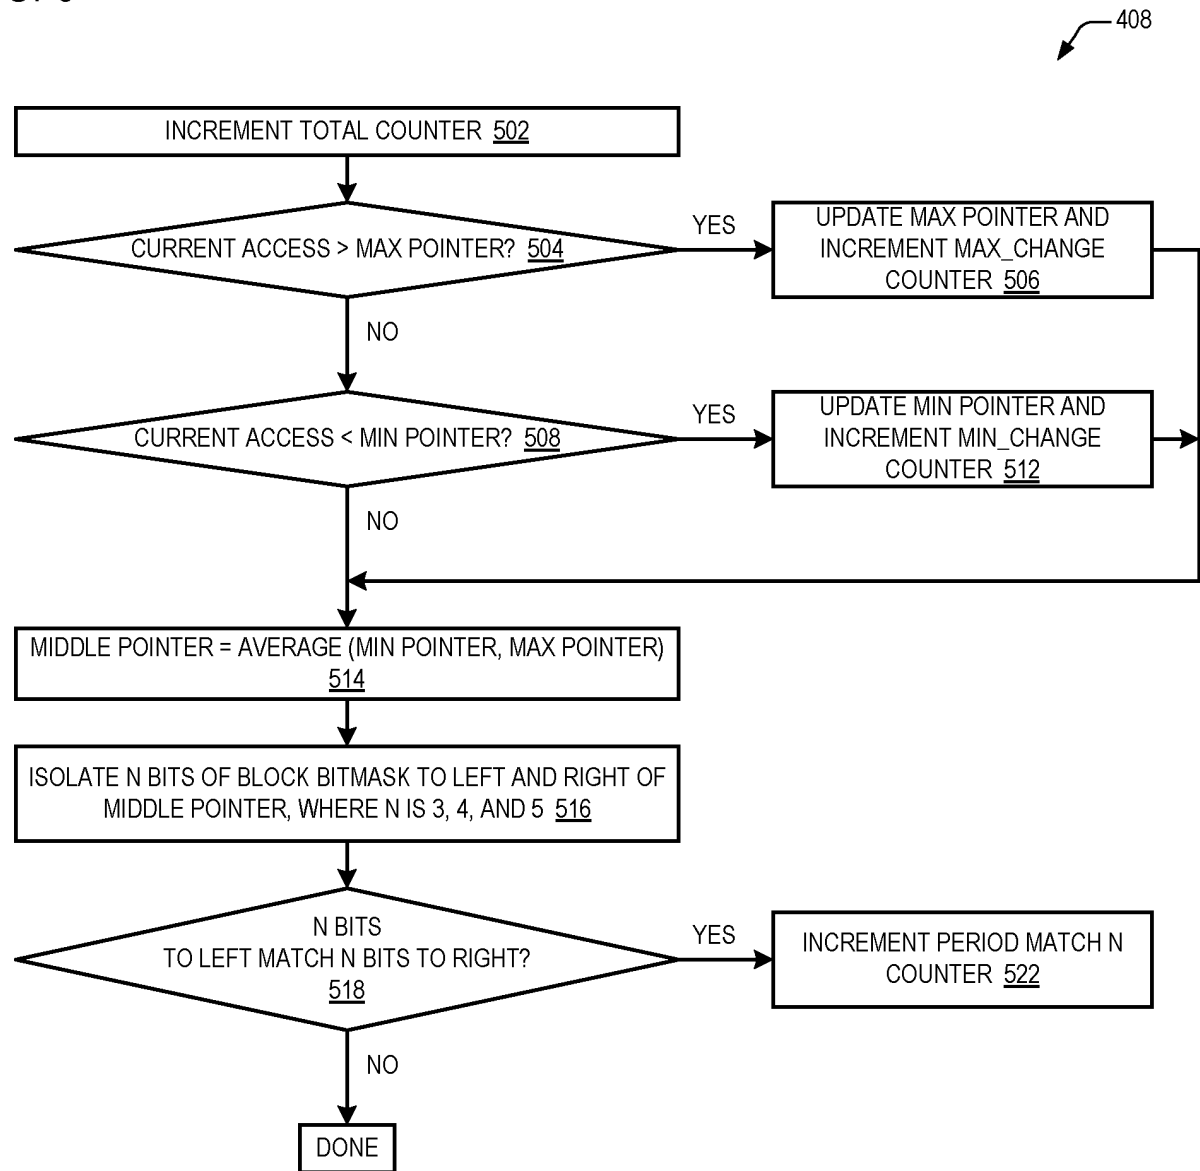 408
INCREMENT TOTAL COUNTER 502
CURRENT ACCESS > MAX POINTER? 504
YES
UPDATE MAX POINTER AND
INCREMENT MAX_CHANGE
COUNTER 506
NO
CURRENT ACCESS < MIN POINTER? 508
YES
UPDATE MIN POINTER AND
INCREMENT MIN_CHANGE
COUNTER 512
NO
MIDDLE POINTER = AVERAGE (MIN POINTER, MAX POINTER)
514
ISOLATE N BITS OF BLOCK BITMASK TO LEFT AND RIGHT OF
MIDDLE POINTER, WHERE N IS 3, 4, AND 5 516
N BITS
TO LEFT MATCH N BITS TO RIGHT?
518
YES
INCREMENT PERIOD MATCH N
COUNTER 522
NO
DONE